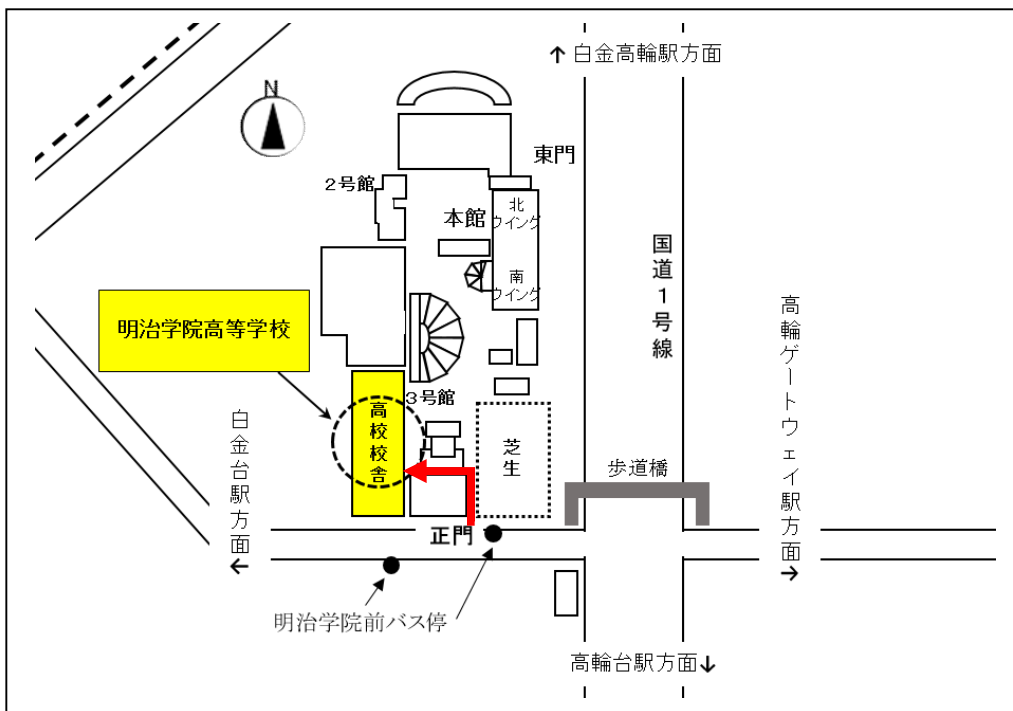 ↑ 白金高輪駅方面
N
東門
2号館
北
ウイング
本館
国道1号線
南
ウイング
高輪ゲートウェイ駅方面→
明治学院高等学校
3号館
高校校舎
白金台駅方面←
芝生
歩道橋
正門
明治学院前バス停
高輪台駅方面↓